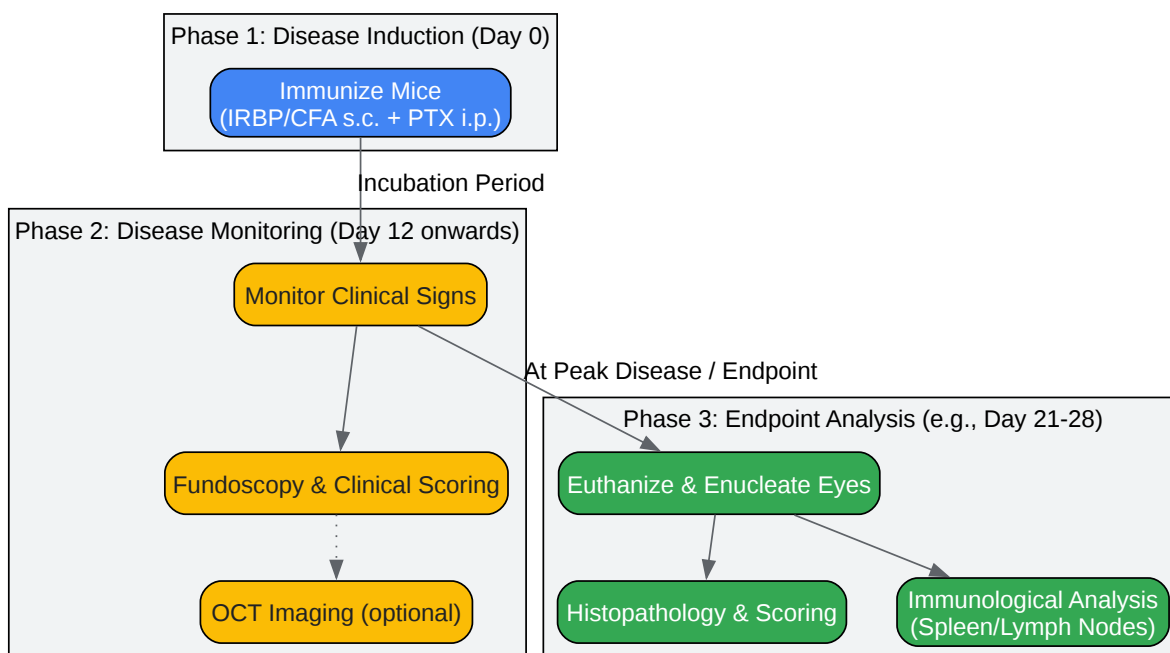 Phase 1: Disease Induction (Day 0)
Immunize Mice
(IRBP/CFA s.c. + PTX i.p.)
Incubation Period
Phase 2: Disease Monitoring (Day 12 onwards)
Monitor Clinical Signs
At Peak Disease / Endpoint
Phase 3: Endpoint Analysis (e.g., Day 21-28)
Fundoscopy & Clinical Scoring
Euthanize & Enucleate Eyes
OCT Imaging (optional)
Histopathology & Scoring
Immunological Analysis
(Spleen/Lymph Nodes)